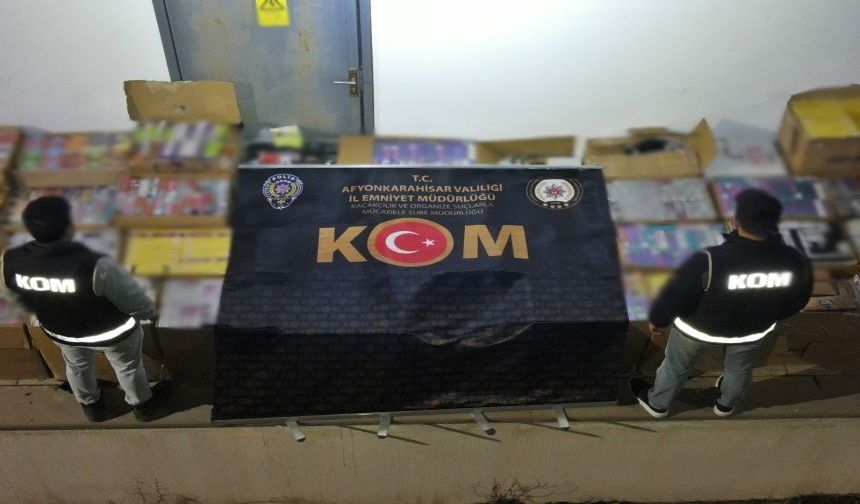 POLİS
T.C.
AFYONKARAHİSAR VALİLİĞİ
İL EMNİYET MÜDÜRLÜĞÜ
KAÇAKÇILIK VE ORGANİZE SUÇLARLA
MÜCADELE ŞUBE MÜDÜRLÜĞÜ
KOM
KOM
KOM